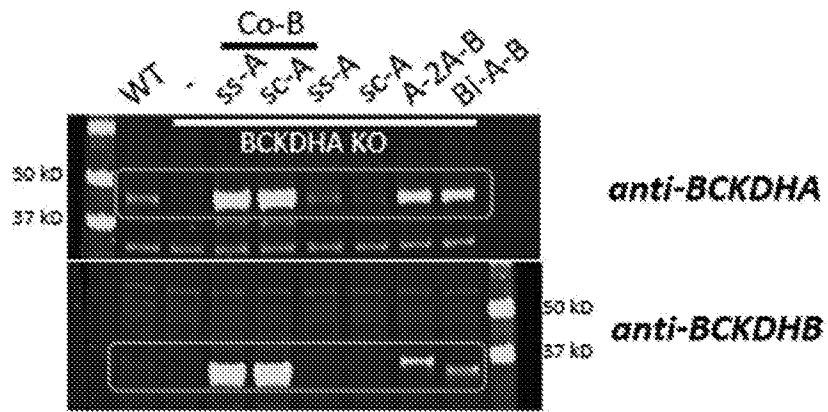 Co-B
WT - ss-A sc-A ss-A sc-A A-2A-B Bi-A-B
BCKDHA KO
50 kD
37 kD
anti-BCKDHA
50 kD
37 kD
anti-BCKDHB